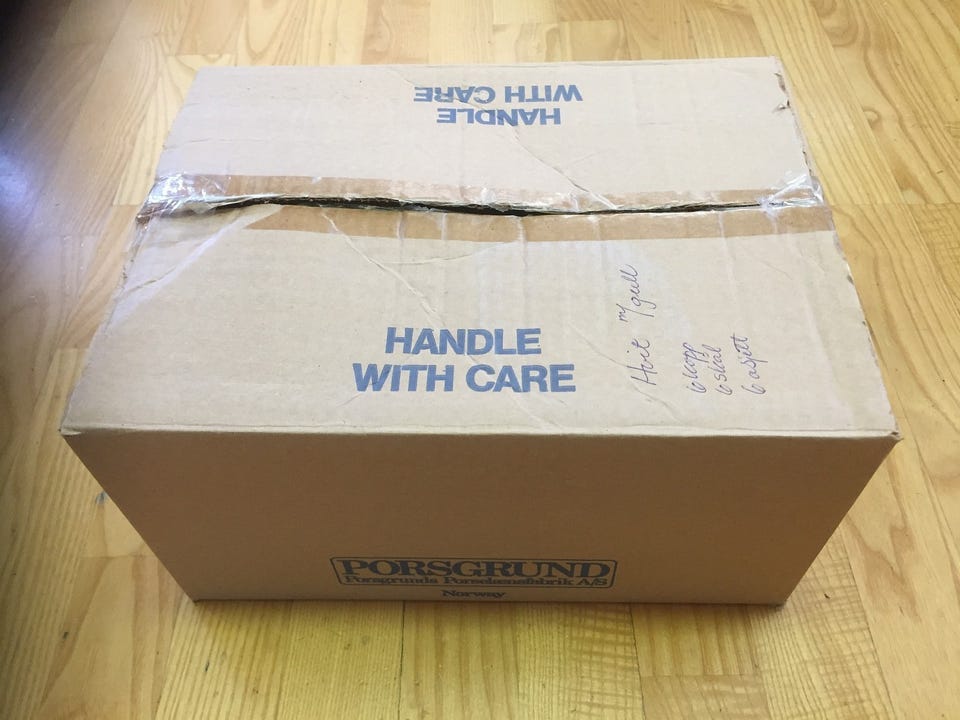 HANDLE
WITH CARE
HANDLE
WITH CARE
Hvit m/gull
6 kopp
6 skål
6 asjett
PORSGRUND
Porsgrunds Porselænsfabrik A/S
Norway